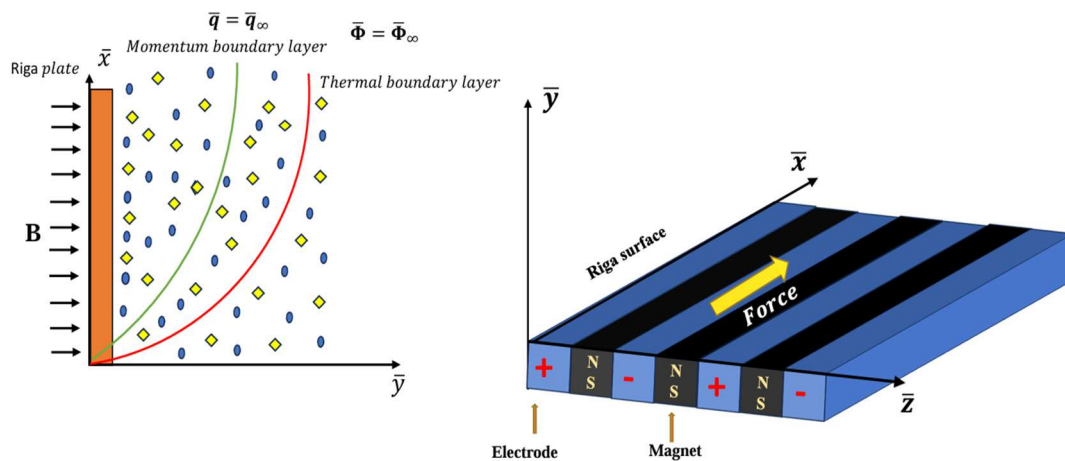 q̄ = q̄∞
Φ̄ = Φ̄∞
Momentum boundary layer
x̄
Riga plate
Thermal boundary layer
B
ȳ
ȳ
x̄
Riga surface
Force
+ N S - N S + N S -
z̄
Electrode
Magnet